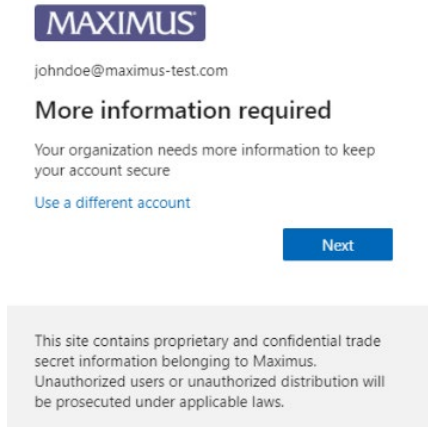 MAXIMUS
johndoe@maximus-test.com
More information required
Your organization needs more information to keep
your account secure
Use a different account
Next
This site contains proprietary and confidential trade
secret information belonging to Maximus.
Unauthorized users or unauthorized distribution will
be prosecuted under applicable laws.